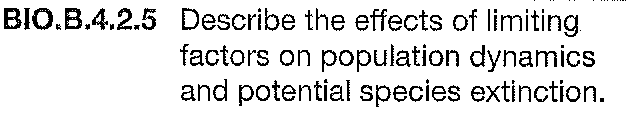 BIO.B.4.2.5 Describe the effects of limiting
factors on population dynamics
and potential species extinction.